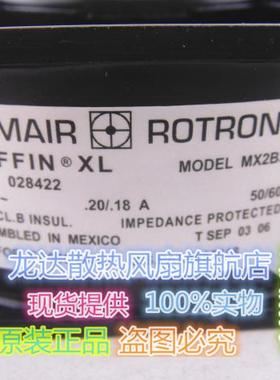 MAIR ROTRON
FFIN® XL
MODEL MX2B
028422
.20/.18 A
50/60
CL.B INSUL.
IMPEDANCE PROTECTED
MBLED IN MEXICO
T SEP 03 06
龙达散热风扇旗航店
现货提供 100%实物
原装正品 盗图必究